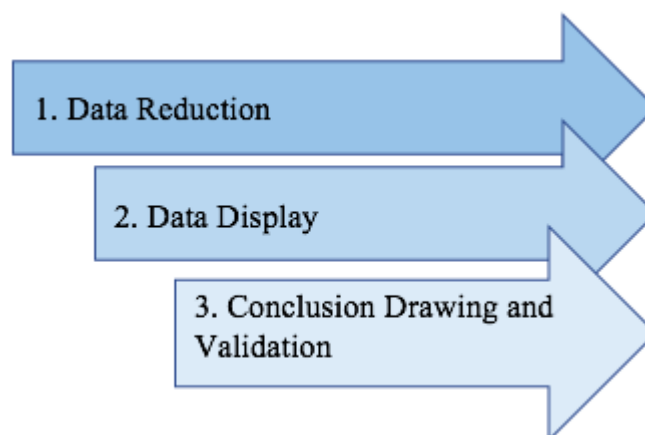 1. Data Reduction
2. Data Display
3. Conclusion Drawing and
Validation